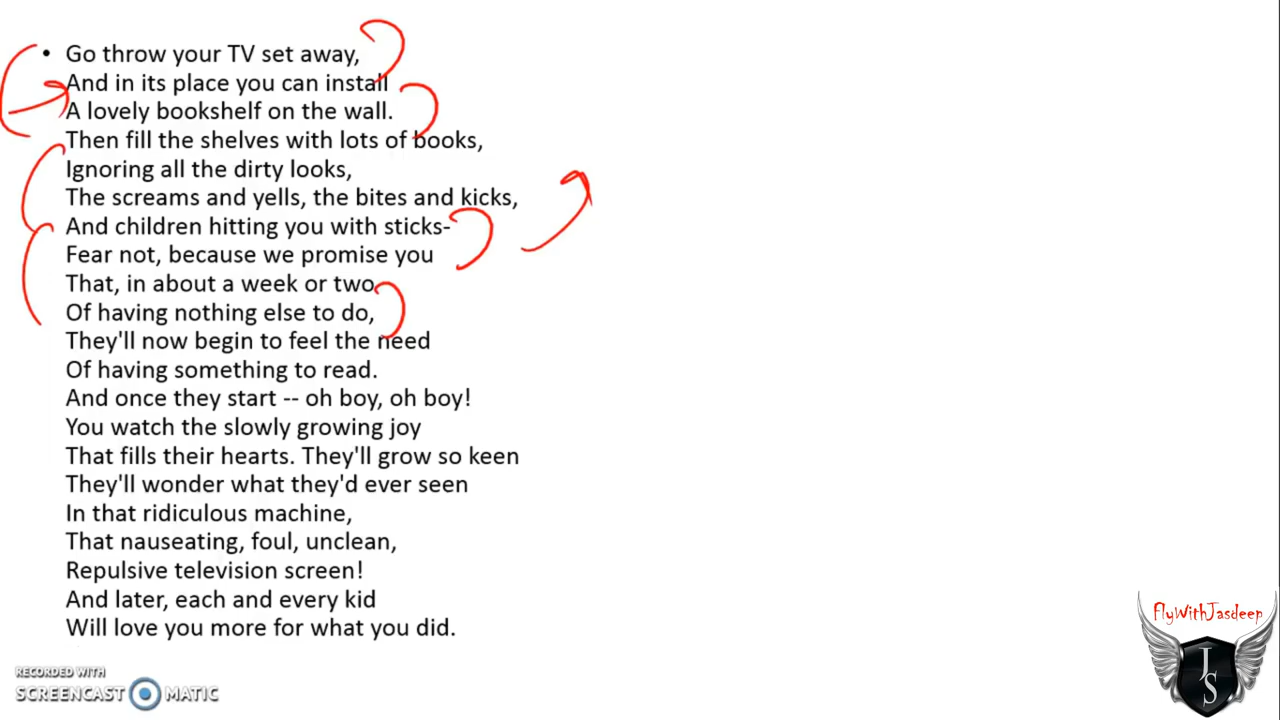 • Go throw your TV set away,
And in its place you can install
A lovely bookshelf on the wall.
Then fill the shelves with lots of books,
Ignoring all the dirty looks,
The screams and yells, the bites and kicks,
And children hitting you with sticks-
Fear not, because we promise you
That, in about a week or two
Of having nothing else to do,
They'll now begin to feel the need
Of having something to read.
And once they start -- oh boy, oh boy!
You watch the slowly growing joy
That fills their hearts. They'll grow so keen
They'll wonder what they'd ever seen
In that ridiculous machine,
That nauseating, foul, unclean,
Repulsive television screen!
And later, each and every kid
Will love you more for what you did.
FlyWithJasdeep
JS
RECORDED WITH
SCREENCAST MATIC